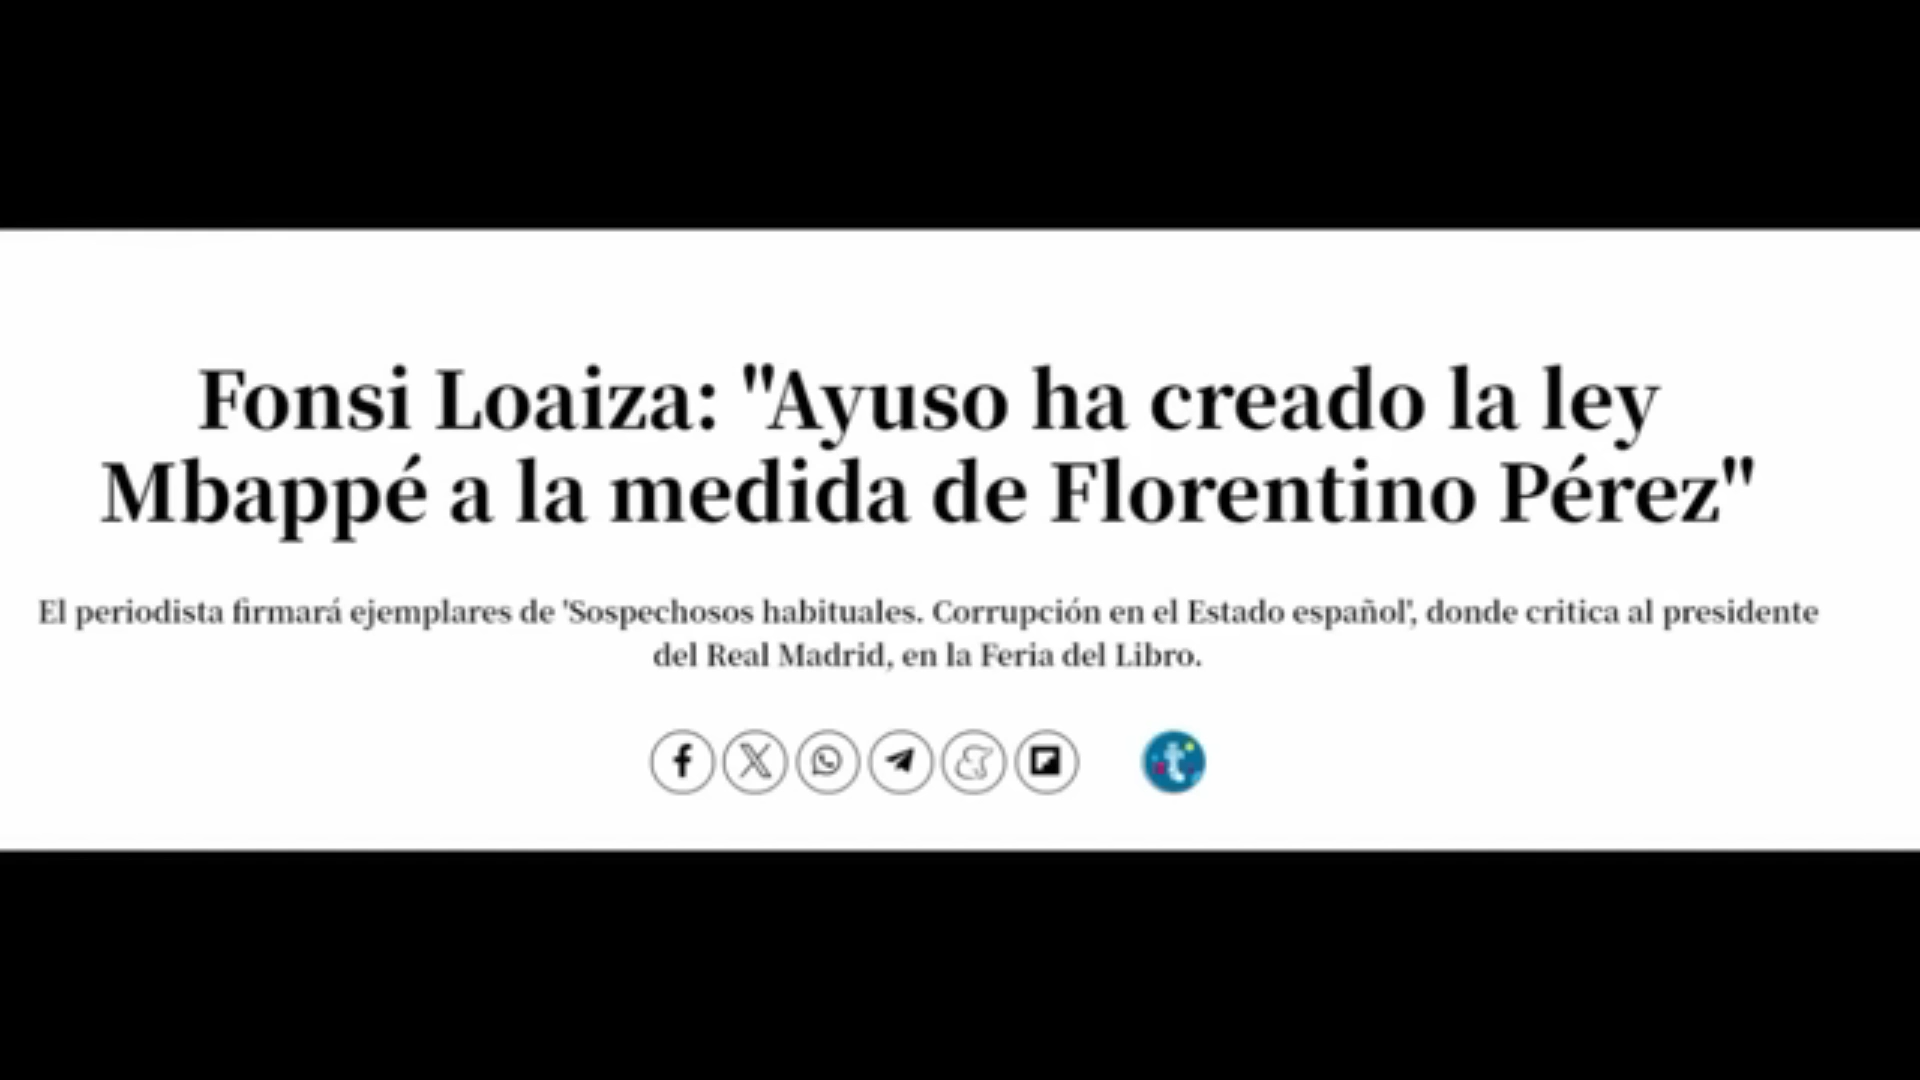 Fonsi Loaiza: "Ayuso ha creado la ley
Mbappé a la medida de Florentino Pérez"
El periodista firmará ejemplares de 'Sospechosos habituales. Corrupción en el Estado español', donde critica al presidente
del Real Madrid, en la Feria del Libro.